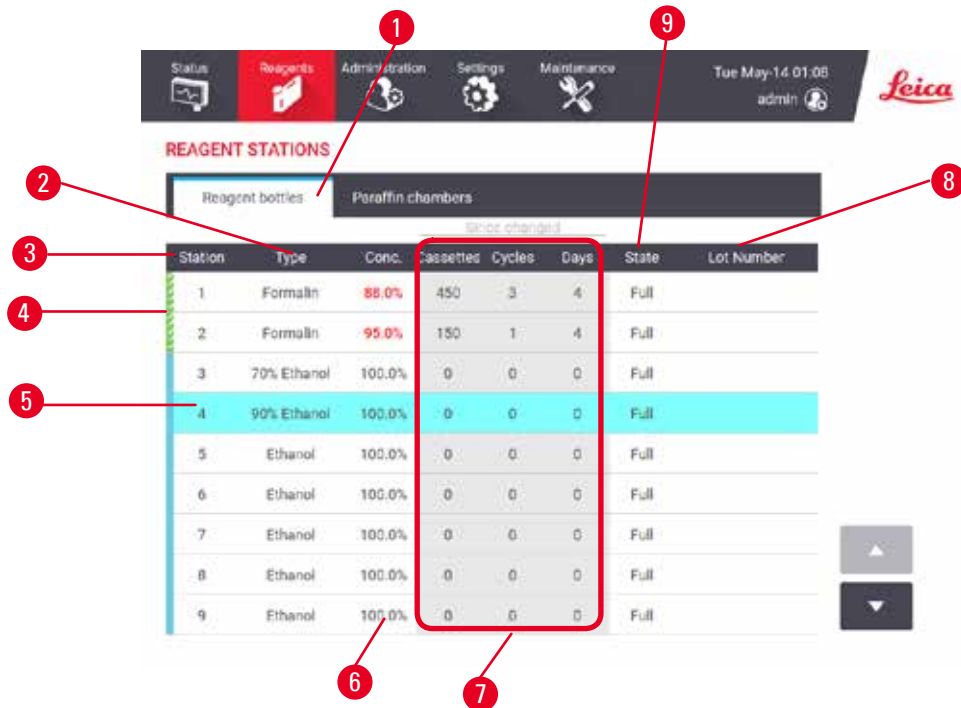 1
9
Status Reagents Administration Settings Maintenance Tue May-14 01:06
admin
Leica
REAGENT STATIONS
2
Reagent bottles Paraffin chambers
8
Since changed
3
Station Type Conc. Cassettes Cycles Days State Lot Number
1 Formalin 88.0% 450 3 4 Full
4
2 Formalin 95.0% 150 1 4 Full
3 70% Ethanol 100.0% 0 0 0 Full
5
4 90% Ethanol 100.0% 0 0 0 Full
5 Ethanol 100.0% 0 0 0 Full
6 Ethanol 100.0% 0 0 0 Full
7 Ethanol 100.0% 0 0 0 Full
8 Ethanol 100.0% 0 0 0 Full
9 Ethanol 100.0% 0 0 0 Full
6
7